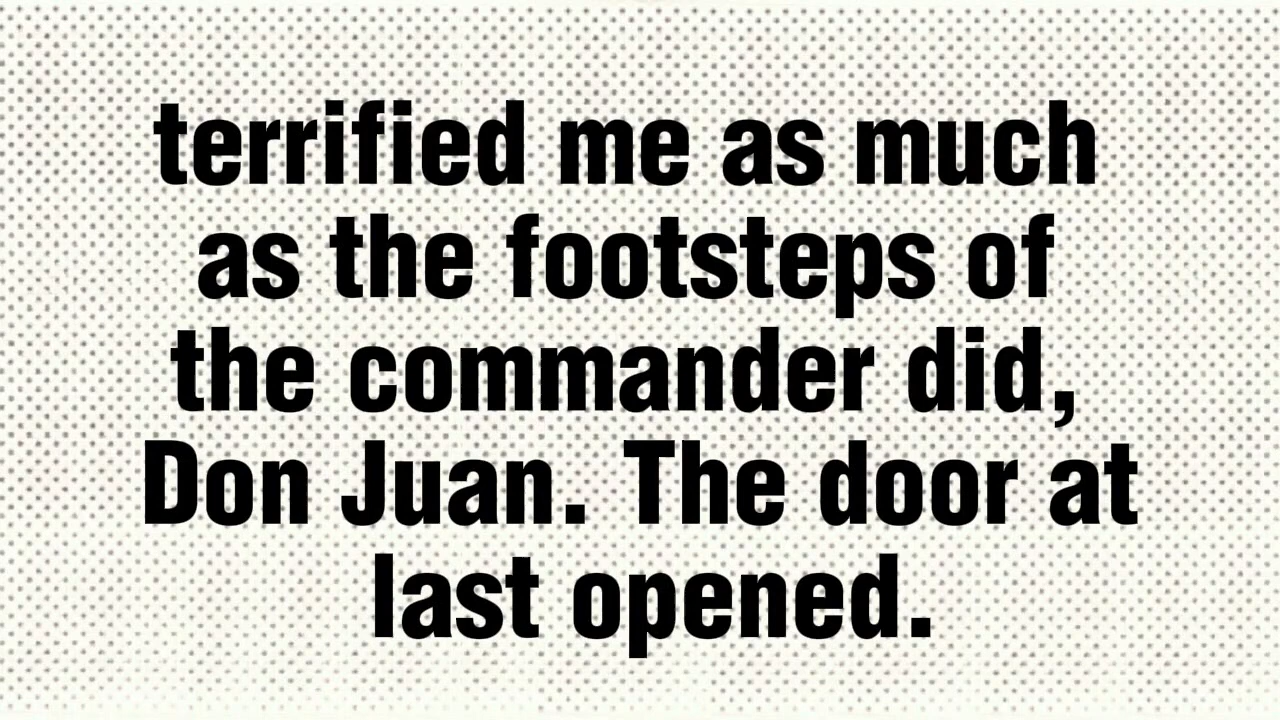 terrified me as much
as the footsteps of
the commander did,
Don Juan. The door at
last opened.